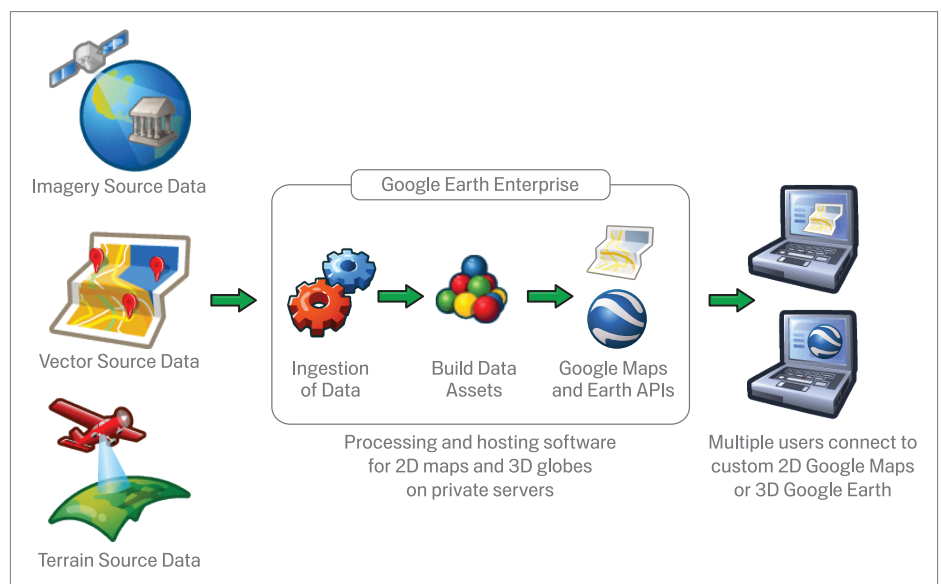 Imagery Source Data
Vector Source Data
Terrain Source Data
Google Earth Enterprise
Ingestion
of Data
Build Data
Assets
Google Maps
and Earth APIs
Processing and hosting software
for 2D maps and 3D globes
on private servers
Multiple users connect to
custom 2D Google Maps
or 3D Google Earth